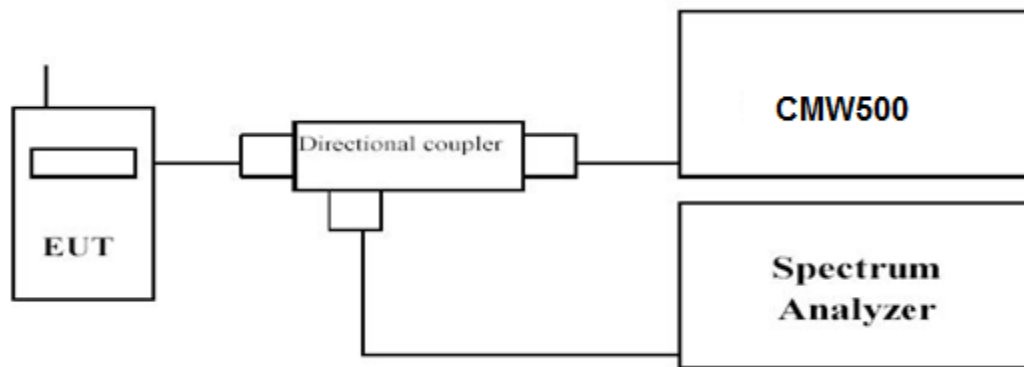 EUT
Directional coupler
CMW500
Spectrum
Analyzer